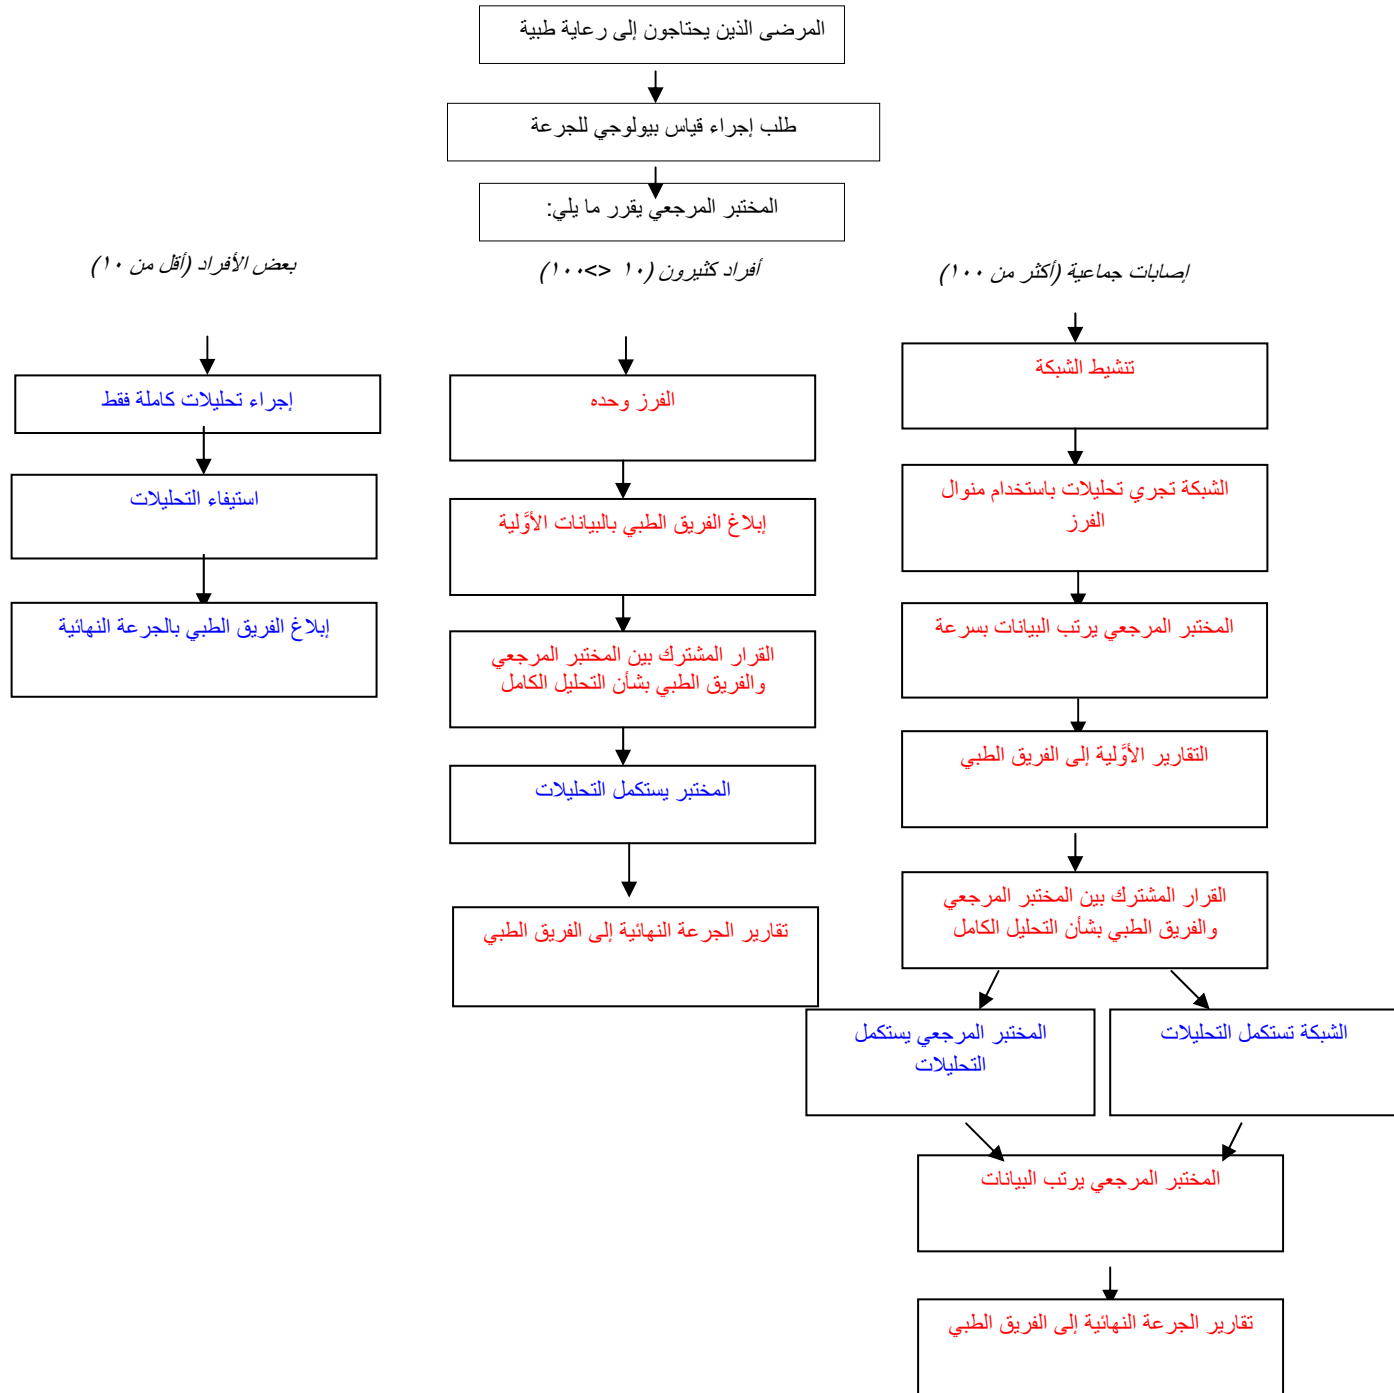 المرضى الذين يحتاجون إلى رعاية طبية
طلب إجراء قياس بيولوجي للجرعة
المختبر المرجعي يقرر ما يلي:
إصابات جماعية (أكثر من ١٠٠)
تنشيط الشبكة
الشبكة تجري تحليلات باستخدام منوال
الفرز
المختبر المرجعي يرتب البيانات بسرعة
التقارير الأوَّلية إلى الفريق الطبي
القرار المشترك بين المختبر المرجعي
والفريق الطبي بشأن التحليل الكامل
الشبكة تستكمل التحليلات
المختبر المرجعي يستكمل
التحليلات
المختبر المرجعي يرتب البيانات
تقارير الجرعة النهائية إلى الفريق الطبي
أفراد كثيرون (١٠ <>١٠٠)
الفرز وحده
إبلاغ الفريق الطبي بالبيانات الأوَّلية
القرار المشترك بين المختبر المرجعي
والفريق الطبي بشأن التحليل الكامل
المختبر يستكمل التحليلات
تقارير الجرعة النهائية إلى الفريق الطبي
بعض الأفراد (أقل من ١٠)
إجراء تحليلات كاملة فقط
استيفاء التحليلات
إبلاغ الفريق الطبي بالجرعة النهائية